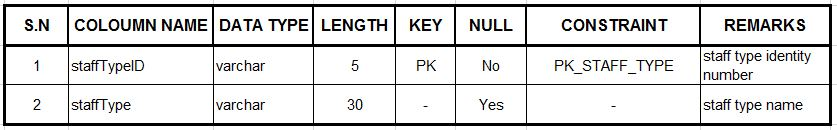 S.N COLOUMN NAME DATA TYPE LENGTH KEY NULL CONSTRAINT REMARKS
1 staffTypeID varchar 5 PK No PK_STAFF_TYPE staff type identity
number
2 staffType varchar 30 - Yes - staff type name